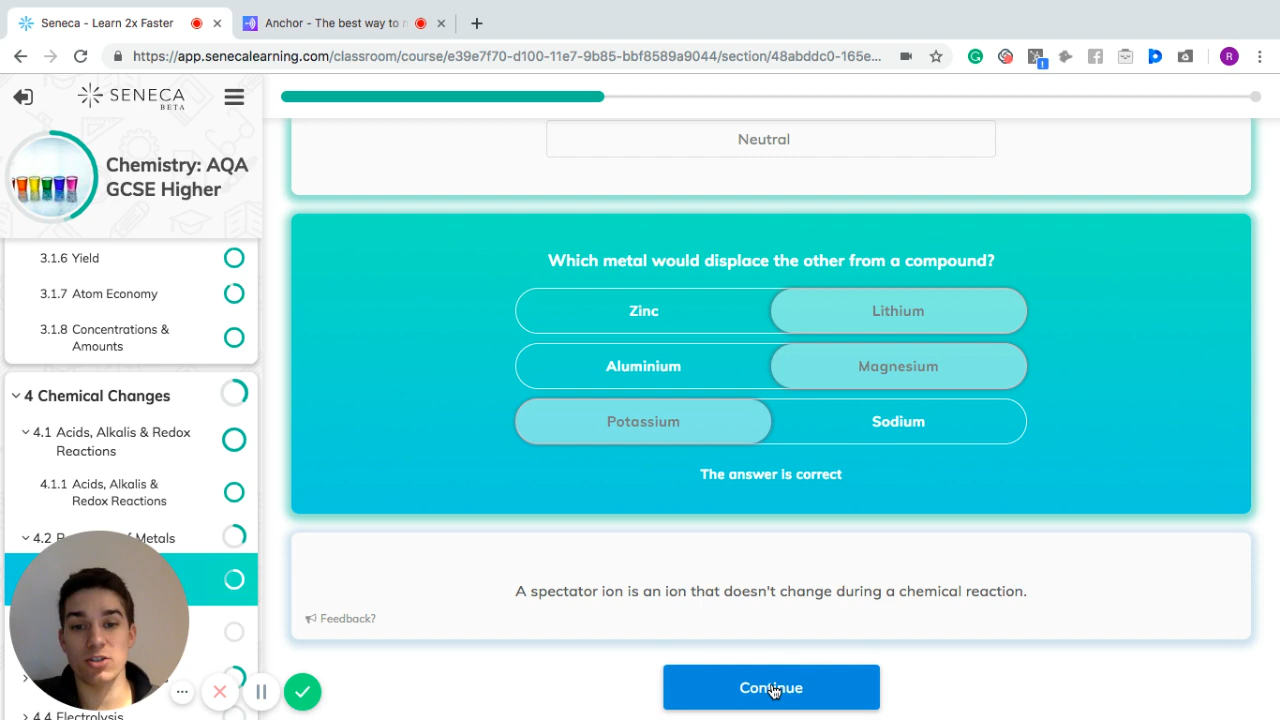 Seneca - Learn 2x Faster
Anchor - The best way to
https://app.senecalearning.com/classroom/course/e39e7f70-d100-11e7-9b85-bbf8589a9044/section/48abddc0-165e...
1
R
SENECA
BETA
Chemistry: AQA
GCSE Higher
3.1.6 Yield
3.1.7 Atom Economy
3.1.8 Concentrations &
Amounts
4 Chemical Changes
4.1 Acids, Alkalis & Redox
Reactions
4.1.1 Acids, Alkalis &
Redox Reactions
4.2 of Metals
4.4 Electrolysis
Neutral
Which metal would displace the other from a compound?
Zinc
Lithium
Aluminium
Magnesium
Potassium
Sodium
The answer is correct
A spectator ion is an ion that doesn't change during a chemical reaction.
Feedback?
Continue